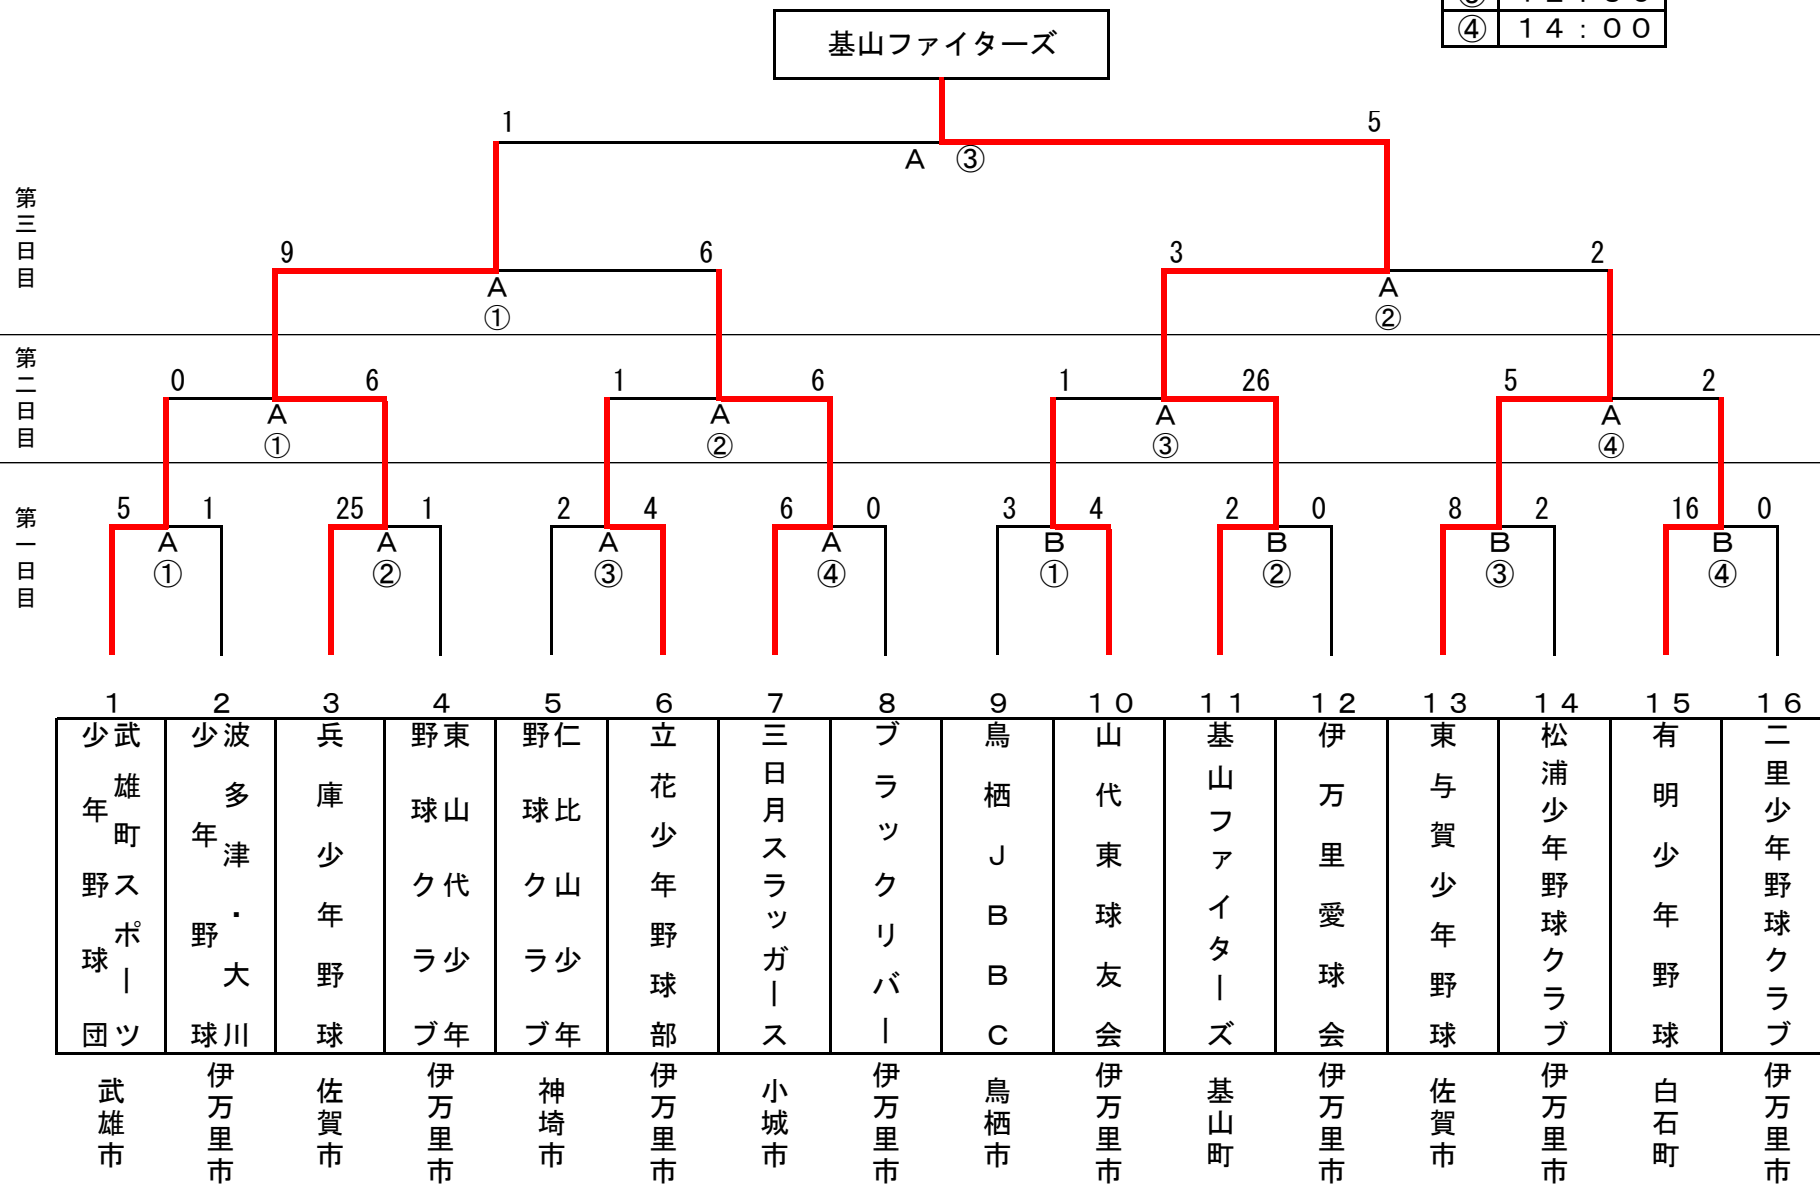 ④ １４：００
基山ファイターズ
1 5
A ③
第三日目
9 6 3 2
A A
① ②
第二日目
0 6 1 6 1 26 5 2
A A A A
① ② ③ ④
第一日目
5 1 25 1 2 4 6 0 3 4 2 0 8 2 16 0
A A A A B B B B
① ② ③ ④ ① ② ③ ④
１ ２ ３ ４ ５ ６ ７ ８ ９ １０ １１ １２ １３ １４ １５ １６
武雄町スポーツ
少年野球団
波多津・大川
少年野球
兵庫少年野球
東山代少年
野球クラブ
仁比山少年
野球クラブ
立花少年野球部
三日月スラッガーズ
ブラックリバー
鳥栖ＪＢＢＣ
山代東球友会
基山ファイターズ
伊万里愛球会
東与賀少年野球
松浦少年野球クラブ
有明少年野球
二里少年野球クラブ
武雄市
伊万里市
佐賀市
伊万里市
神埼市
伊万里市
小城市
伊万里市
鳥栖市
伊万里市
基山町
伊万里市
佐賀市
伊万里市
白石町
伊万里市